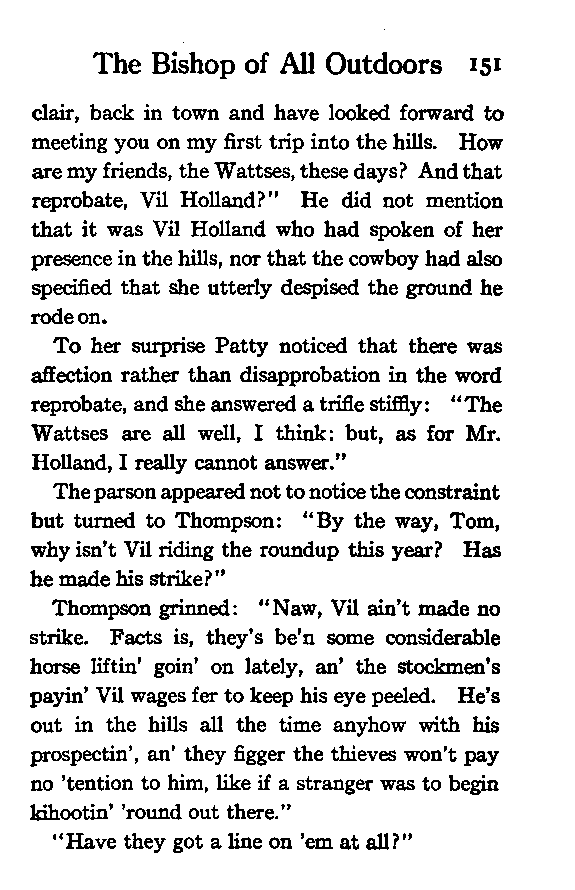 The Bishop of All Outdoors 151
clair, back in town and have looked forward to
meeting you on my first trip into the hills. How
are my friends, the Wattses, these days? And that
reprobate, Vil Holland?" He did not mention
that it was Vil Holland who had spoken of her
presence in the hills, nor that the cowboy had also
specified that she utterly despised the ground he
rode on.
To her surprise Patty noticed that there was
affection rather than disapprobation in the word
reprobate, and she answered a trifle stiffly: "The
Wattses are all well, I think: but, as for Mr.
Holland, I really cannot answer."
The parson appeared not to notice the constraint
but turned to Thompson: "By the way, Tom,
why isn't Vil riding the roundup this year? Has
he made his strike?"
Thompson grinned: "Naw, Vil ain't made no
strike. Facts is, they's be'n some considerable
horse liftin' goin' on lately, an' the stockmen's
payin' Vil wages fer to keep his eye peeled. He's
out in the hills all the time anyhow with his
prospectin', an' they figger the thieves won't pay
no 'tention to him, like if a stranger was to begin
kihootin' 'round out there."
"Have they got a line on 'em at all?"